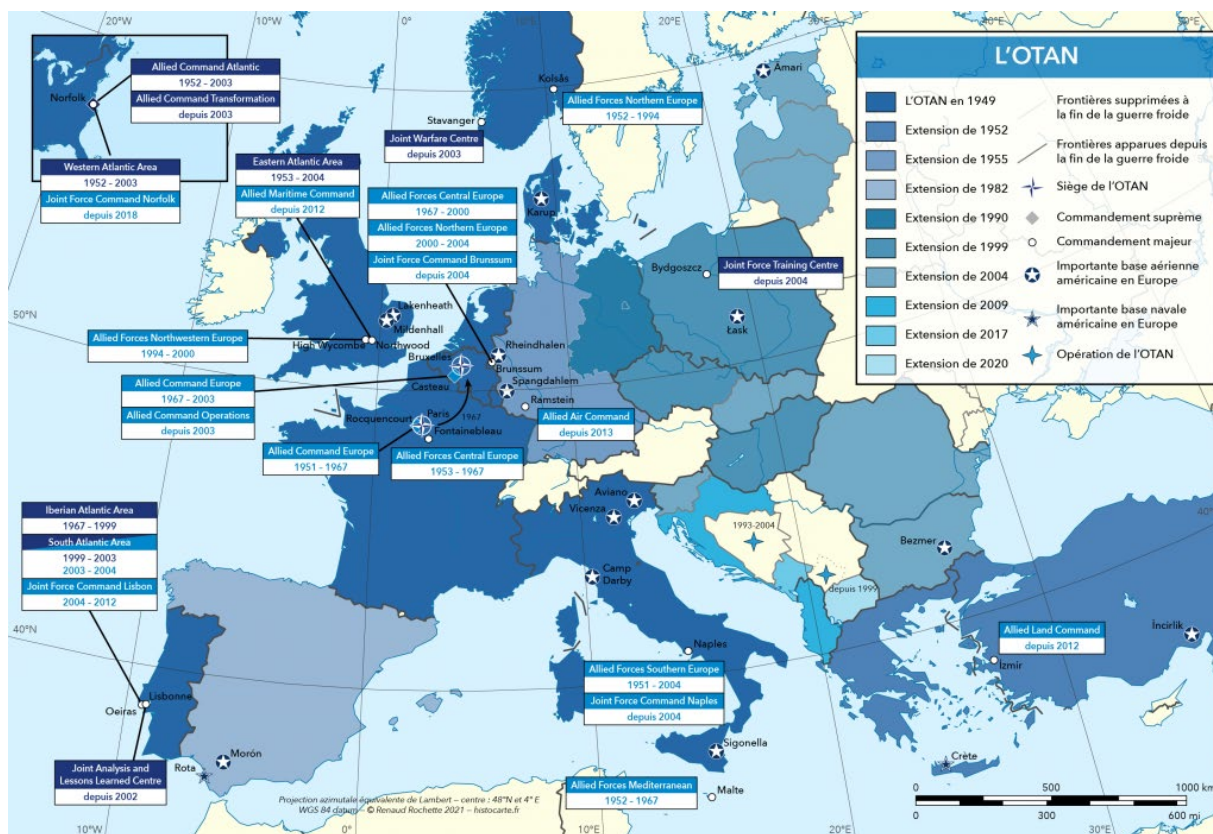 20°W
10°W
0°
10°E
20°E
30°E
40°E
50°E
Allied Command Atlantic
1952 - 2003
Norfolk
Allied Command Transformation
depuis 2003
Western Atlantic Area
1952 - 2003
Joint Force Command Norfolk
depuis 2018
Eastern Atlantic Area
1953 - 2004
Allied Maritime Command
depuis 2012
Stavanger
Joint Warfare Centre
depuis 2003
Kolsås
Allied Forces Northern Europe
1952 - 1994
Ämari
Allied Forces Central Europe
1967 - 2000
Allied Forces Northern Europe
2000 - 2004
Joint Force Command Brunssum
depuis 2004
Karup
Bydgoszcz
Joint Force Training Centre
depuis 2004
Łask
L'OTAN
L'OTAN en 1949
Extension de 1952
Extension de 1955
Extension de 1982
Extension de 1990
Extension de 1999
Extension de 2004
Extension de 2009
Extension de 2017
Extension de 2020
Frontières supprimées à
la fin de la guerre froide
Frontières apparues depuis
la fin de la guerre froide
Siège de l'OTAN
Commandement suprême
Commandement majeur
Importante base aérienne
américaine en Europe
Importante base navale
américaine en Europe
Opération de l'OTAN
50°N
Lakenheath
Mildenhall
High Wycombe
Northwood
Allied Forces Northwestern Europe
1994 - 2000
Bruxelles
Casteau
Rheindhalen
Brunssum
Spangdahlem
Ramstein
Allied Command Europe
1967 - 2003
Allied Command Operations
depuis 2003
Allied Air Command
depuis 2013
Rocquencourt
Paris
1967
Fontainebleau
Allied Command Europe
1951 - 1967
Allied Forces Central Europe
1953 - 1967
Iberian Atlantic Area
1967 - 1999
South Atlantic Area
1999 - 2003
2003 - 2004
Joint Force Command Lisbon
2004 - 2012
Aviano
Vicenza
Camp
Darby
1993-2004
depuis 1999
Bezmer
40°N
40°N
Naples
Allied Forces Southern Europe
1951 - 2004
Joint Force Command Naples
depuis 2004
Allied Land Command
depuis 2012
İzmir
İncirlik
Lisbonne
Oeiras
Joint Analysis and
Lessons Learned Centre
depuis 2002
Rota
Morón
Sigonella
Crète
Allied Forces Mediterranean
1952 - 1967
Malte
Projection azimutale équivalente de Lambert – centre : 48°N et 4° E
WGS 84 datum – © Renaud Rochette 2021 – histocarte.fr
0
500
1000 km
0
300
600 mi
10°W
0°
10°E
20°E
30°E